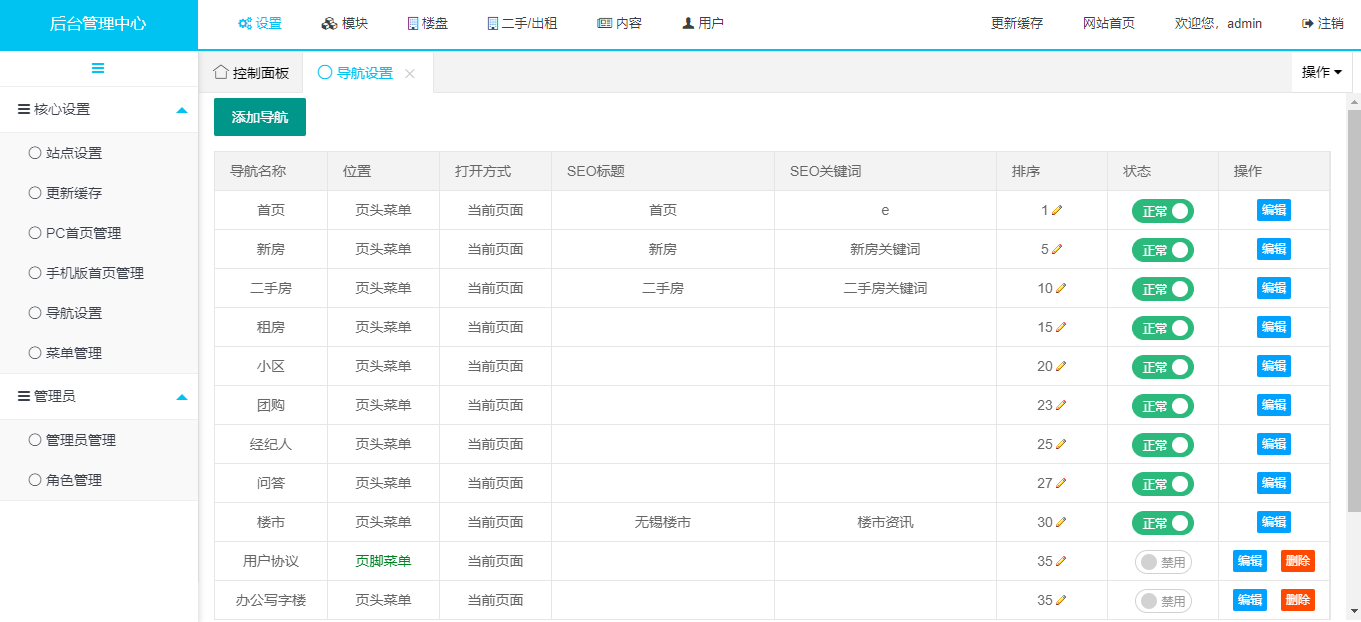 后台管理中心 设置 模块 楼盘 二手/出租 内容 用户 更新缓存 网站首页 欢迎您，admin 注销
控制面板 导航设置 操作
核心设置
站点设置
更新缓存
PC首页管理
手机版首页管理
导航设置
菜单管理
管理员
管理员管理
角色管理
添加导航
导航名称 位置 打开方式 SEO标题 SEO关键词 排序 状态 操作
首页 页头菜单 当前页面 首页 e 1 正常 编辑
新房 页头菜单 当前页面 新房 新房关键词 5 正常 编辑
二手房 页头菜单 当前页面 二手房 二手房关键词 10 正常 编辑
租房 页头菜单 当前页面 15 正常 编辑
小区 页头菜单 当前页面 20 正常 编辑
团购 页头菜单 当前页面 23 正常 编辑
经纪人 页头菜单 当前页面 25 正常 编辑
问答 页头菜单 当前页面 27 正常 编辑
楼市 页头菜单 当前页面 无锡楼市 楼市资讯 30 正常 编辑
用户协议 页脚菜单 当前页面 35 禁用 编辑 删除
办公写字楼 页头菜单 当前页面 35 禁用 编辑 删除